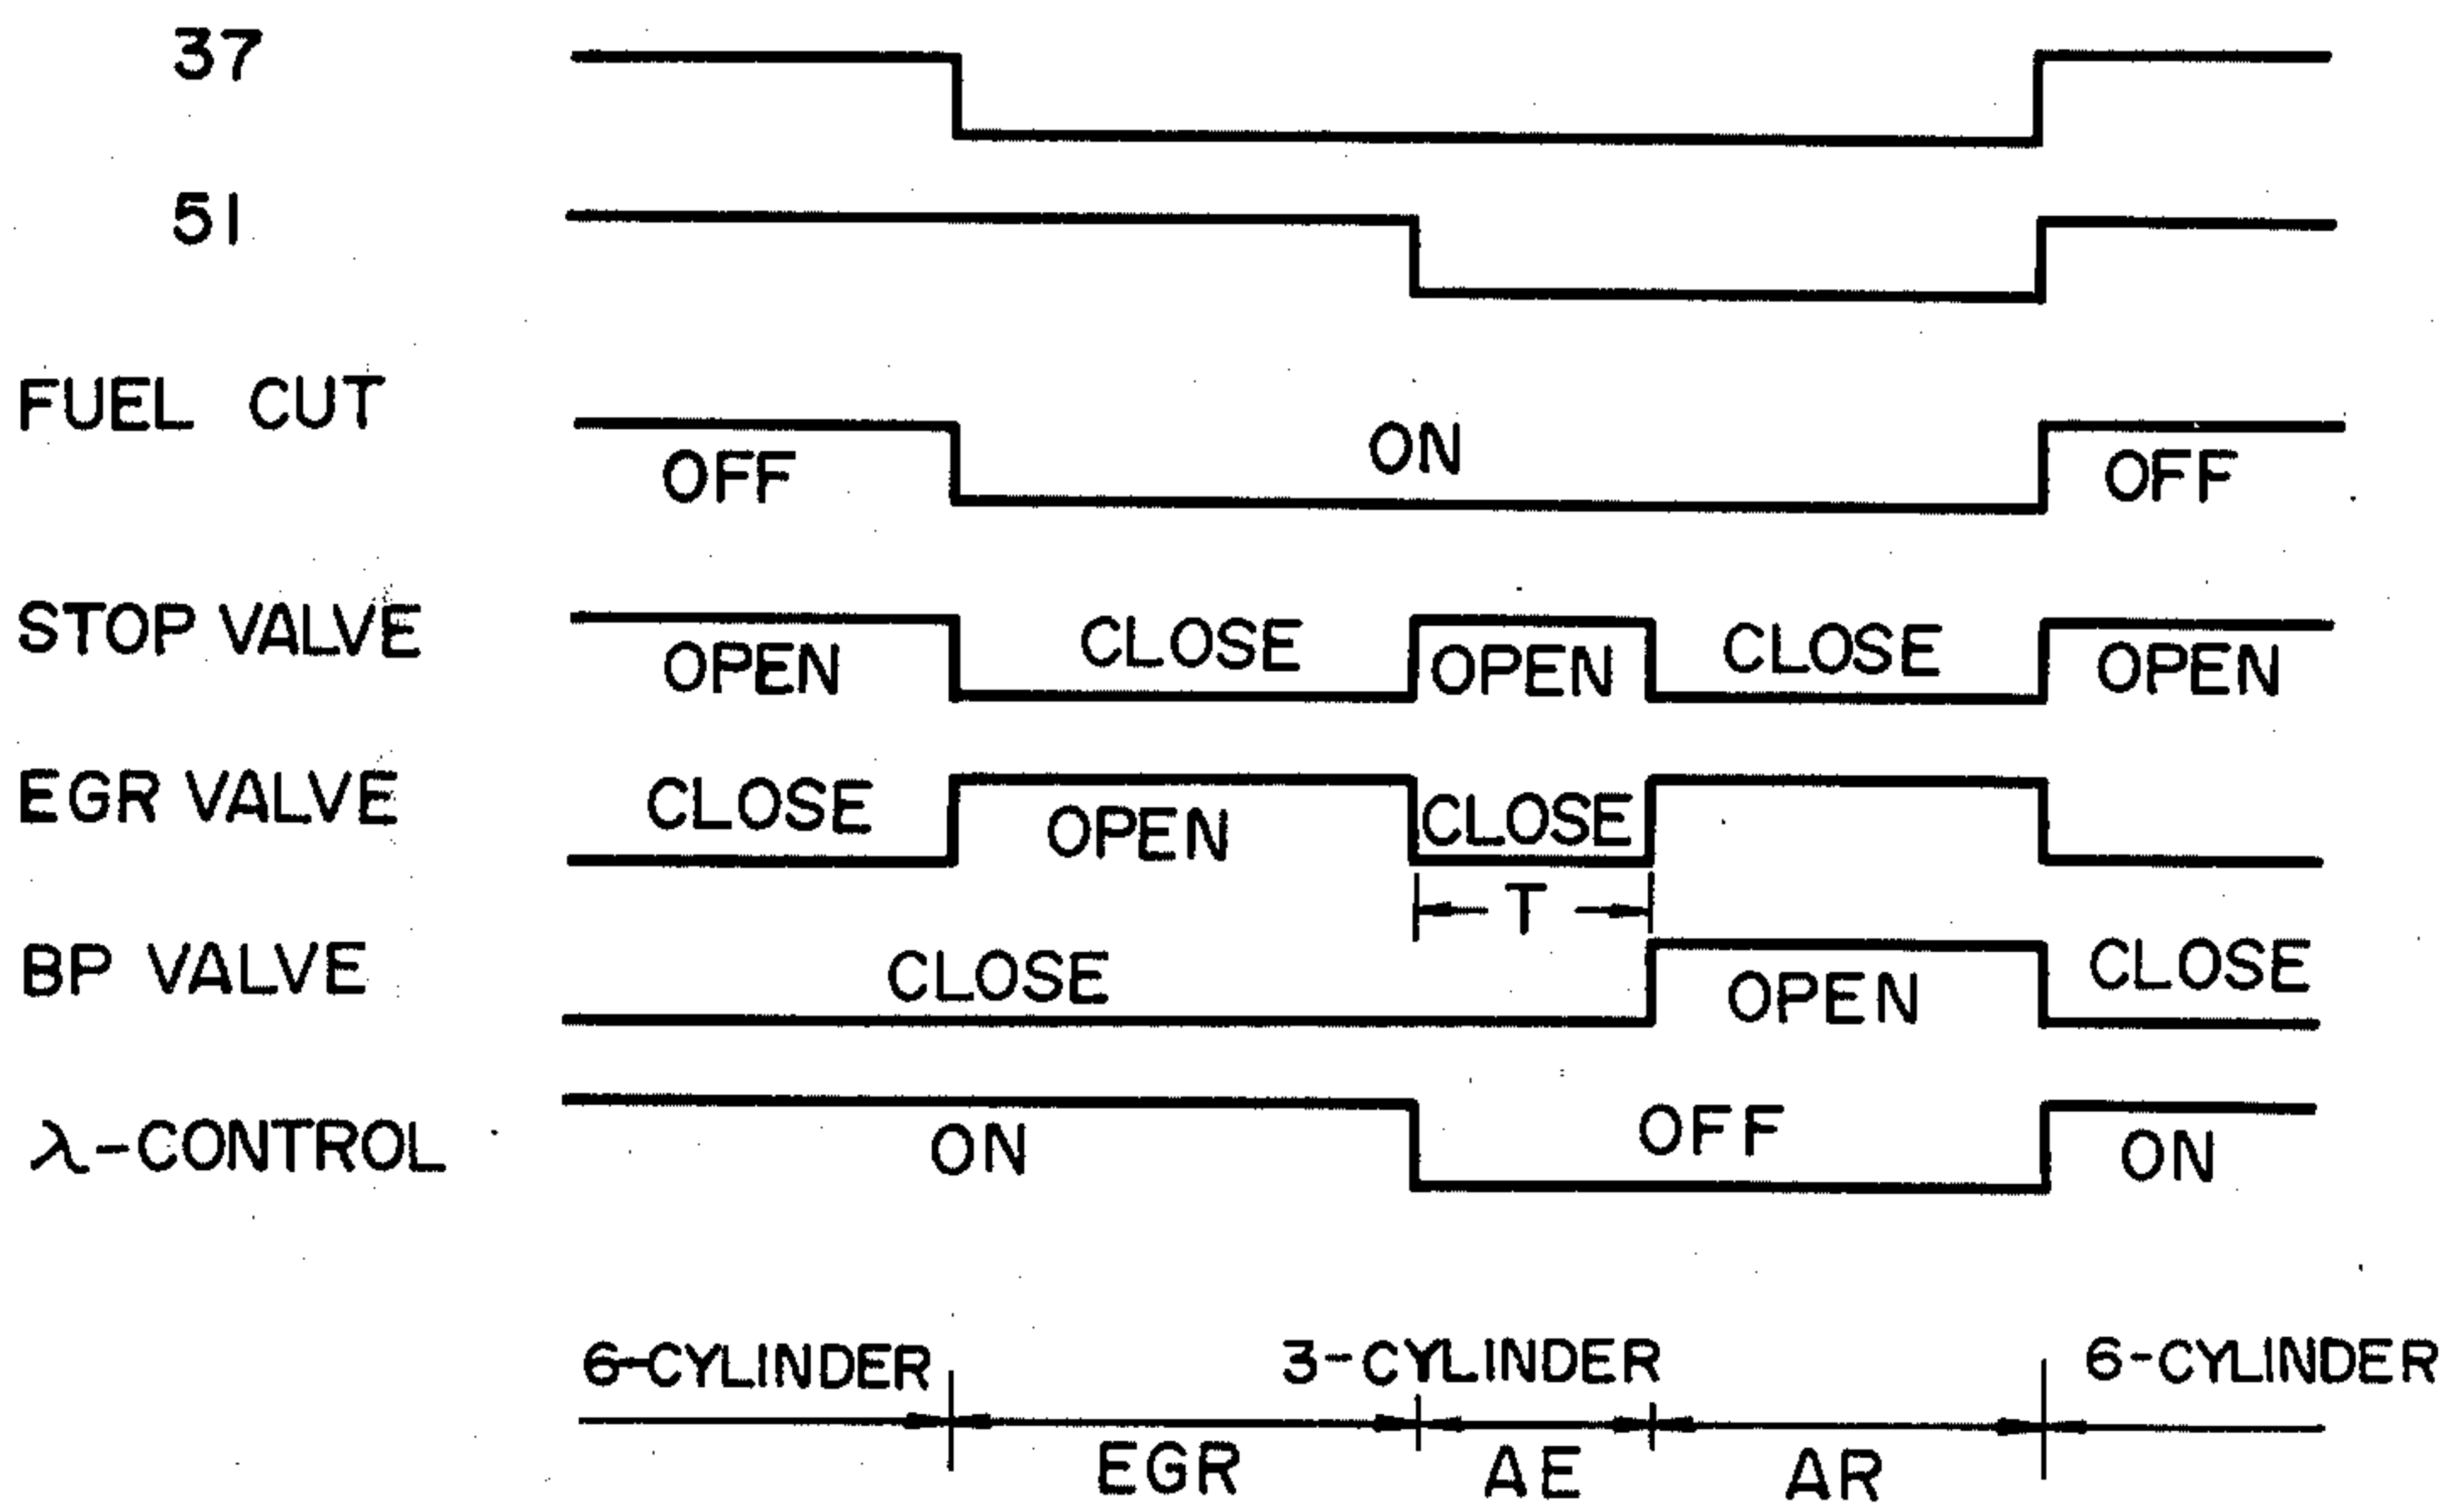 37
51
FUEL CUT
OFF ON OFF
STOP VALVE
OPEN CLOSE OPEN CLOSE OPEN
EGR VALVE
CLOSE OPEN CLOSE
T
BP VALVE
CLOSE OPEN CLOSE
λ-CONTROL
ON OFF ON
6-CYLINDER 3-CYLINDER 6-CYLINDER
EGR AE AR